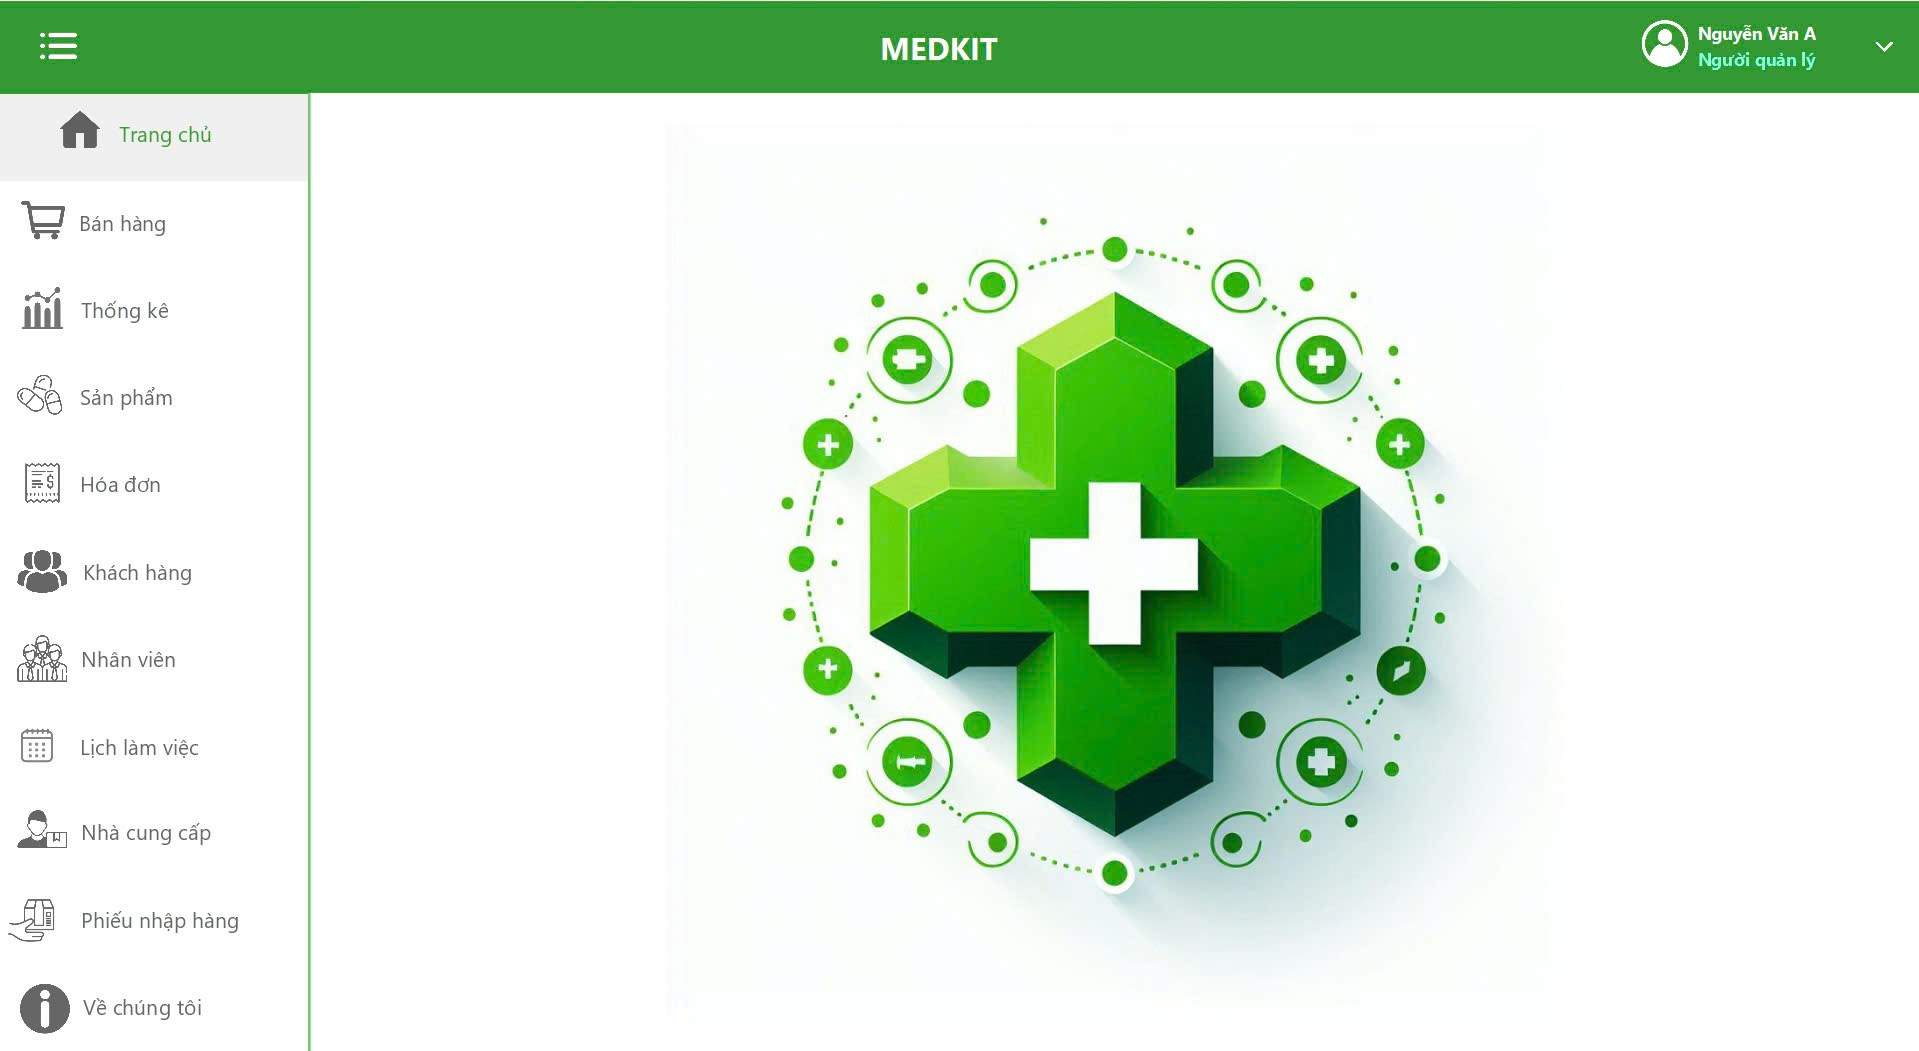 MEDKIT
Nguyễn Văn A
Người quản lý
Trang chủ
Bán hàng
Thống kê
Sản phẩm
Hóa đơn
Khách hàng
Nhân viên
Lịch làm việc
Nhà cung cấp
Phiếu nhập hàng
Về chúng tôi